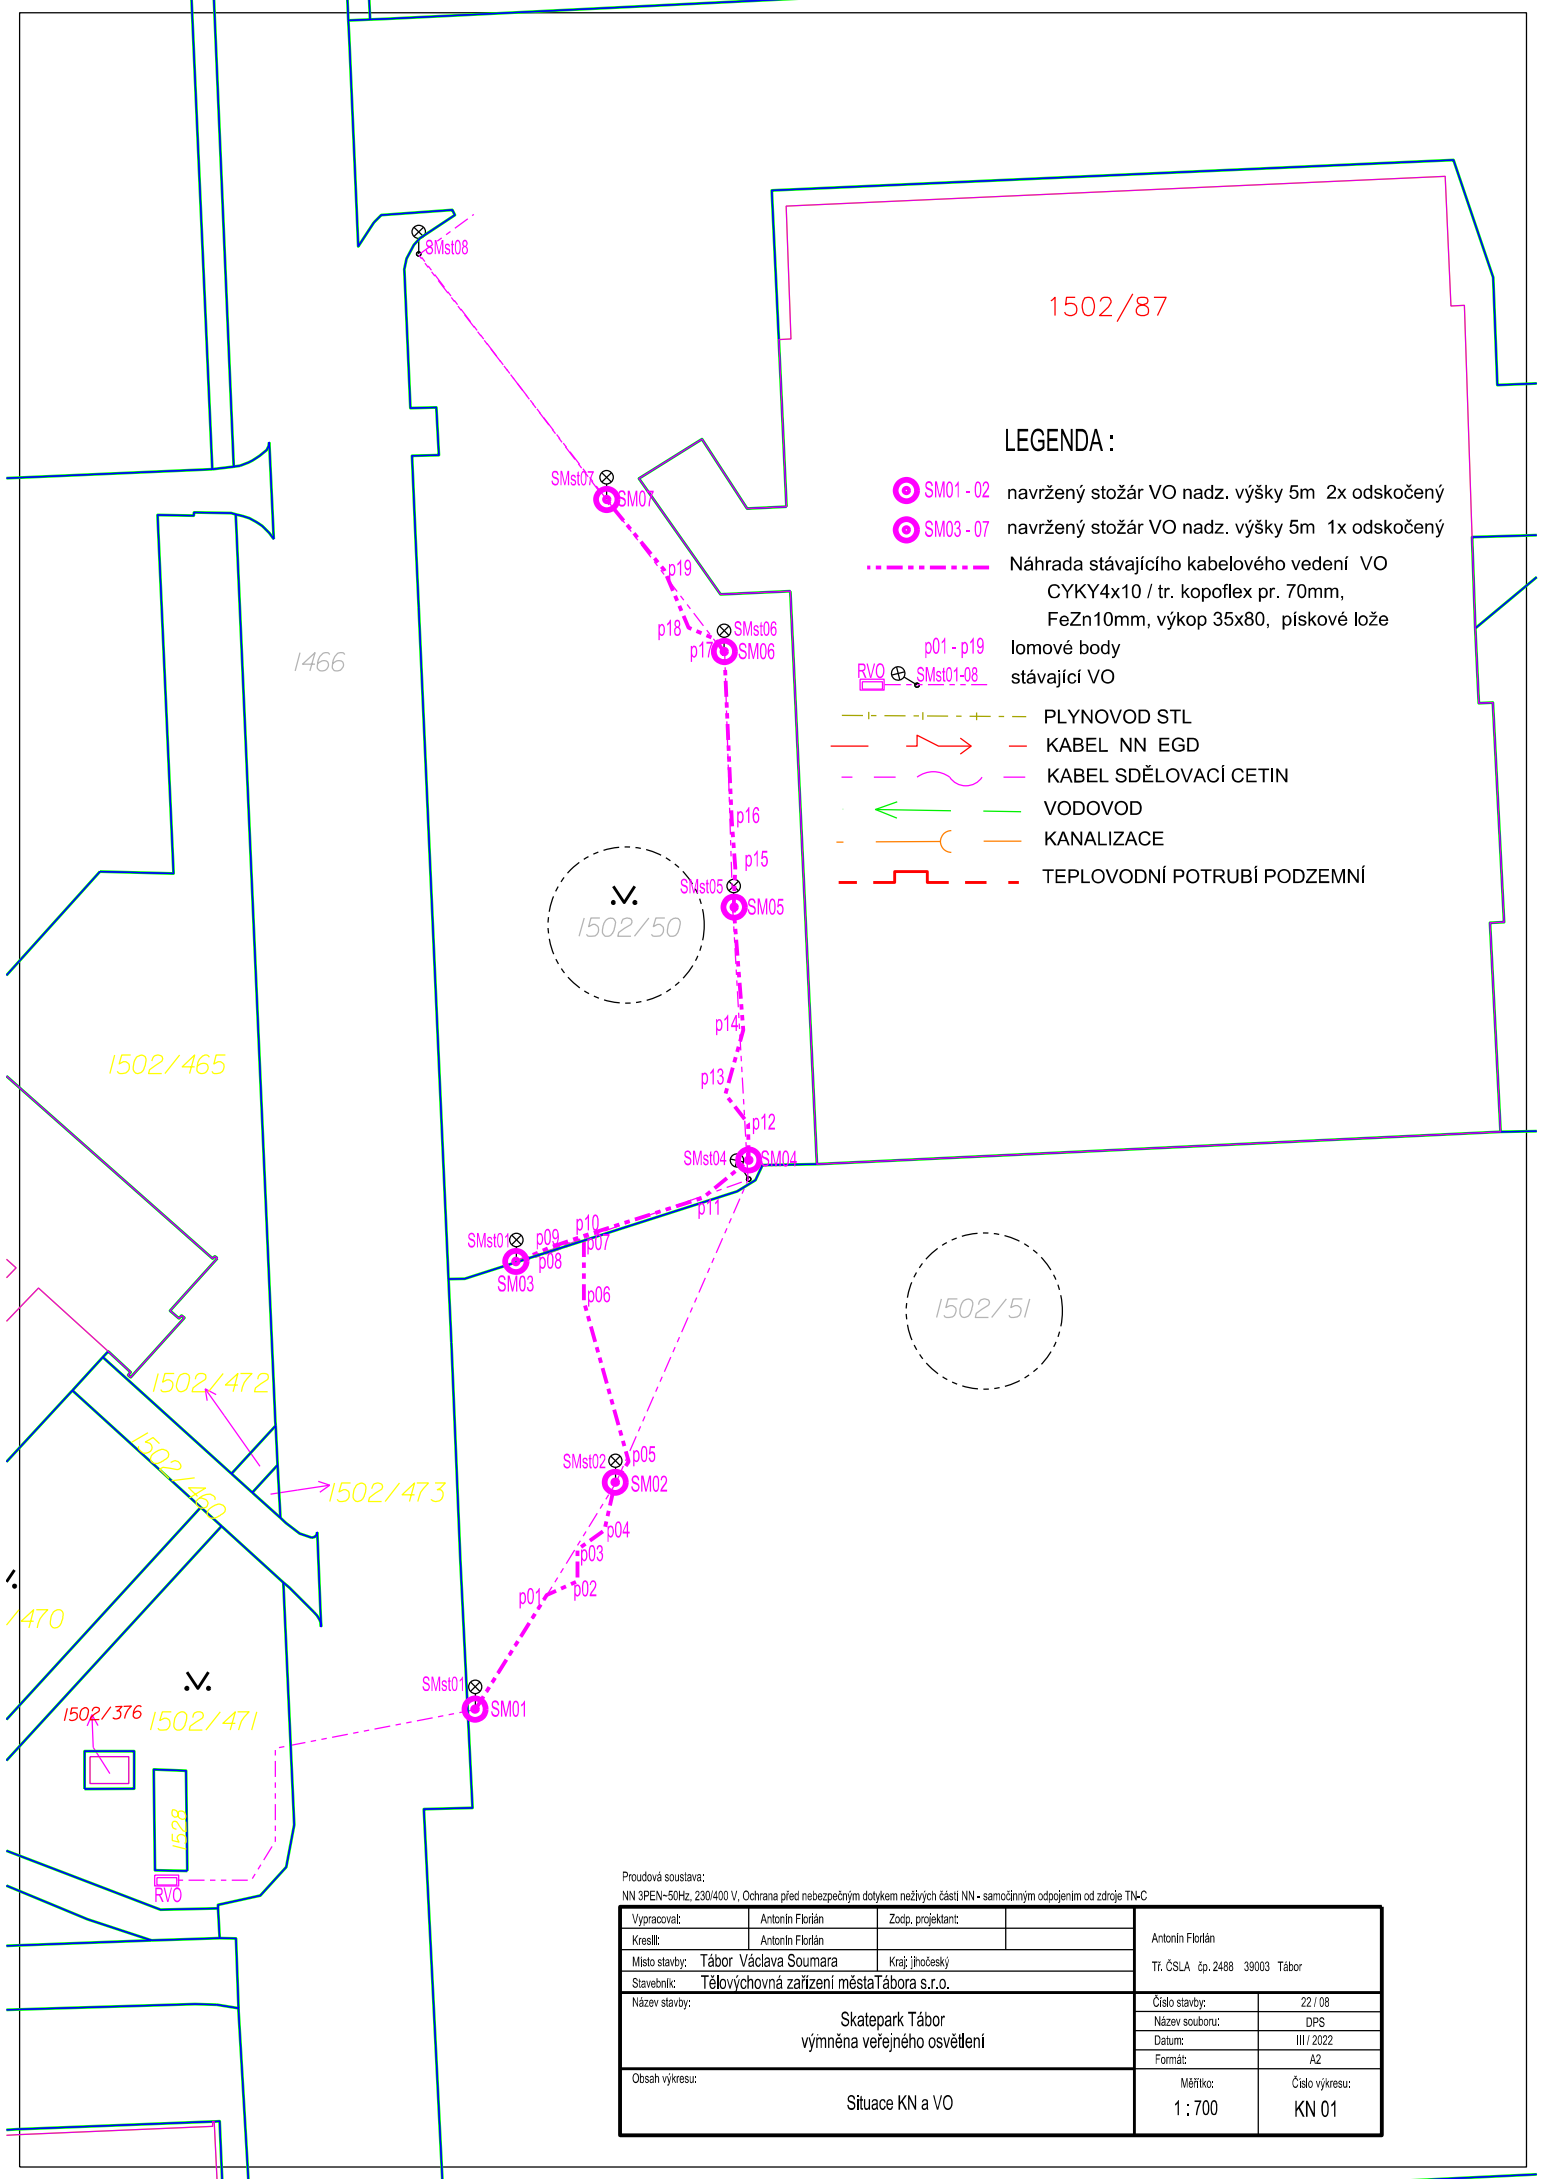 SMst08
1502/87
LEGENDA :
SMst07
SM07
SM01 - 02 navržený stožár VO nadz. výšky 5m 2x odskočený
SM03 - 07 navržený stožár VO nadz. výšky 5m 1x odskočený
Náhrada stávajícího kabelového vedení VO
CYKY4x10 / tr. kopoflex pr. 70mm,
FeZn10mm, výkop 35x80, pískové lože
p01 - p19 lomové body
RVO SMst01-08 stávající VO
PLYNOVOD STL
KABEL NN EGD
KABEL SDĚLOVACÍ CETIN
VODOVOD
KANALIZACE
TEPLOVODNÍ POTRUBÍ PODZEMNÍ
p19
p18
SMst06
p17
SM06
1466
p16
p15
SMst05
SM05
1502/50
p14
1502/465
p13
p12
SMst04
SM04
p11
p10
p09
SMst01
p07
p08
SM03
p06
1502/51
1502/472
1502/460
1502/473
p05
SMst02
SM02
p04
p03
p02
p01
/470
SMst01
SM01
1502/376
1502/471
1528
RVO
Proudová soustava:
NN 3PEN~50Hz, 230/400 V, Ochrana před nebezpečným dotykem neživých částí NN - samočinným odpojením od zdroje TN-C
Vypracoval: Antonín Florián Zodp. projektant:
Kreslil: Antonín Florián
Místo stavby: Tábor Václava Soumara Kraj: jihočeský
Stavebník: Tělovýchovná zařízení městaTábora s.r.o.
Antonín Florián
Tř. ČSLA čp. 2488 39003 Tábor
Název stavby:
Skatepark Tábor
výmněna veřejného osvětlení
Číslo stavby: 22 / 08
Název souboru: DPS
Datum: III / 2022
Formát: A2
Obsah výkresu:
Situace KN a VO
Měřítko: Číslo výkresu:
1 : 700 KN 01